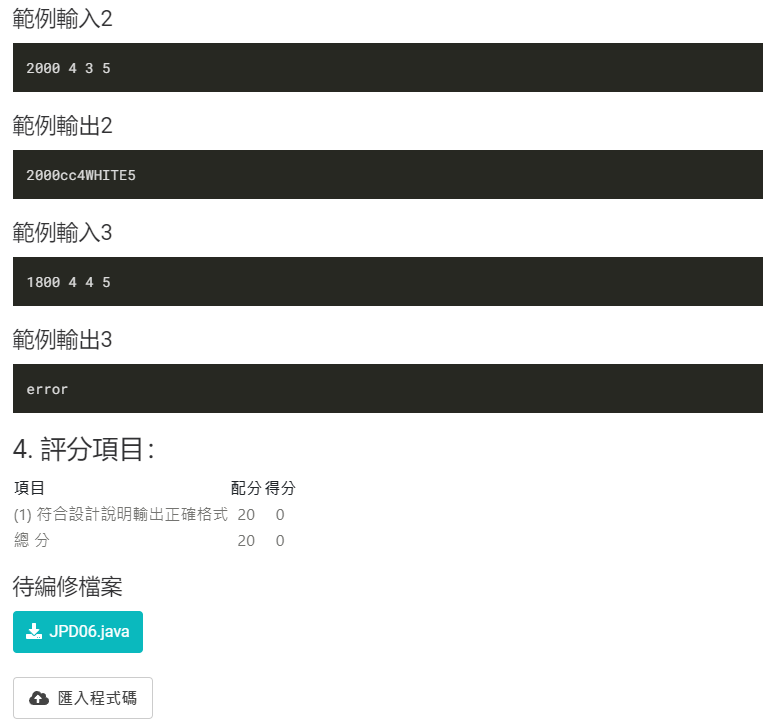 範例輸入2
2000 4 3 5
範例輸出2
2000cc4WHITE5
範例輸入3
1800 4 4 5
範例輸出3
error
4. 評分項目：
項目 配分 得分
(1) 符合設計說明輸出正確格式 20 0
總 分 20 0
待編修檔案
JPD06.java
匯入程式碼